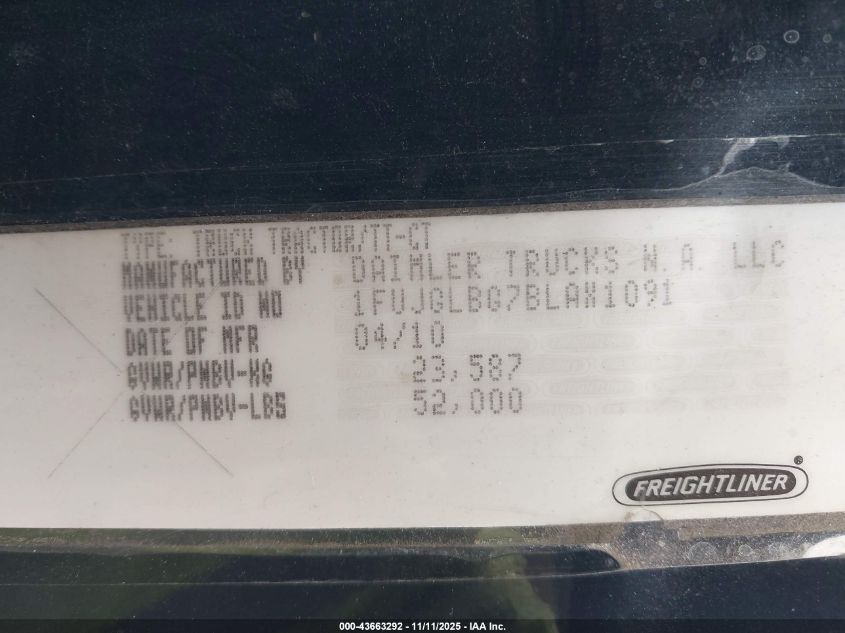 TYPE: TRUCK TRACTOR/TT-CT
MANUFACTURED BY DAIMLER TRUCKS N.A. LLC
VEHICLE ID NO 1FUJGLBG7BLAX1091
DATE OF MFR 04/10
GVWR/PNBV-KG 23,587
GVWR/PNBV-LBS 52,000
FREIGHTLINER®
000-43663292 - 11/11/2025 - IAA Inc.